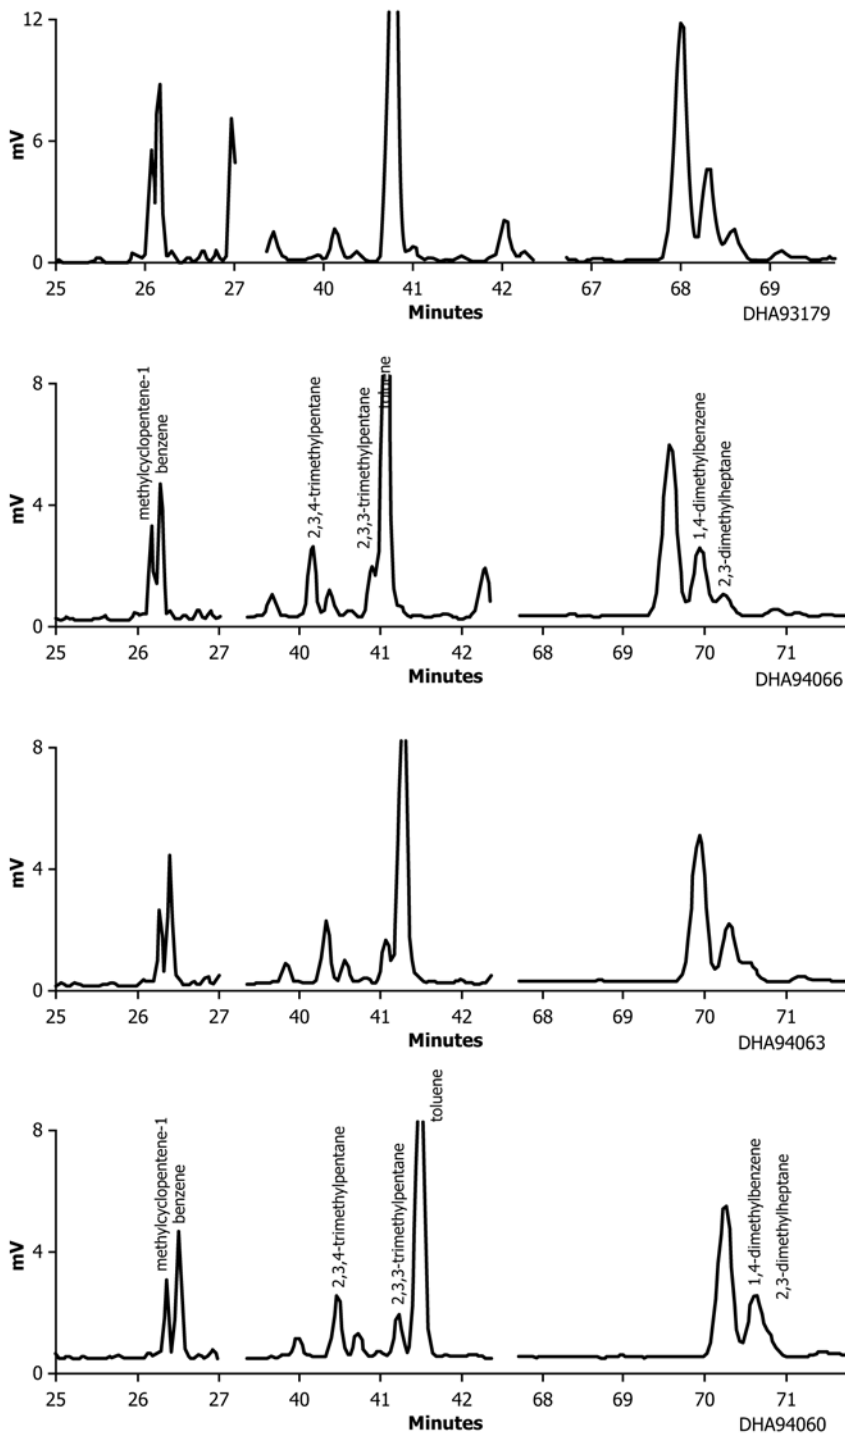 12
6
0
mV
25 26 27 40 41 42 67 68 69
Minutes
DHA93179
8
4
0
mV
methylcyclopentene-1
benzene
2,3,4-trimethylpentane
2,3,3-trimethylpentane
toluene
1,4-dimethylbenzene
2,3-dimethylheptane
25 26 27 40 41 42 68 69 70 71
Minutes
DHA94066
8
4
0
mV
25 26 27 40 41 42 68 69 70 71
Minutes
DHA94063
8
4
0
mV
methylcyclopentene-1
benzene
2,3,4-trimethylpentane
2,3,3-trimethylpentane
toluene
1,4-dimethylbenzene
2,3-dimethylheptane
25 26 27 40 41 42 68 69 70 71
Minutes
DHA94060